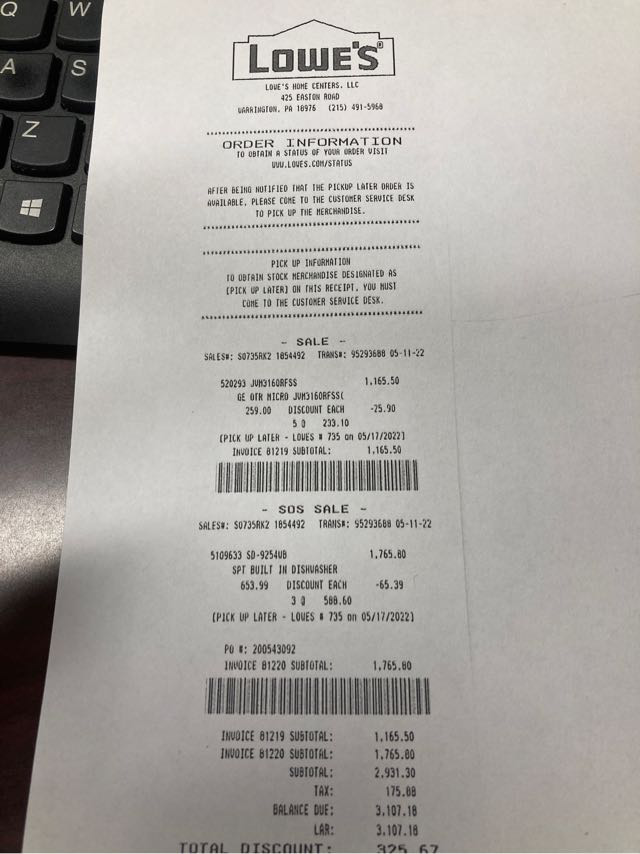 Q W
A S
Z
LOWE'S®
LOWE'S HOME CENTERS, LLC
425 EASTON ROAD
WARRINGTON, PA 18976 (215) 491-5968
ORDER INFORMATION
TO OBTAIN A STATUS OF YOUR ORDER VISIT
WWW.LOWES.COM/STATUS
AFTER BEING NOTIFIED THAT THE PICKUP LATER ORDER IS
AVAILABLE, PLEASE COME TO THE CUSTOMER SERVICE DESK
TO PICK UP THE MERCHANDISE.
PICK UP INFORMATION
TO OBTAIN STOCK MERCHANDISE DESIGNATED AS
[PICK UP LATER] ON THIS RECEIPT, YOU MUST
COME TO THE CUSTOMER SERVICE DESK.
- SALE -
SALES#: S0735RK2 1854492 TRANS#: 95293688 05-11-22
520293 JVM3160RFSS 1,165.50
GE OTR MICRO JVM3160RFSS(
259.00 DISCOUNT EACH -25.90
5 @ 233.10
[PICK UP LATER - LOWES # 735 on 05/17/2022]
INVOICE 81219 SUBTOTAL: 1,165.50
- SOS SALE -
SALES#: S0735RK2 1854492 TRANS#: 95293688 05-11-22
5109633 SD-9254WB 1,765.80
SPT BUILT IN DISHWASHER
653.99 DISCOUNT EACH -65.39
3 @ 588.60
[PICK UP LATER - LOWES # 735 on 05/17/2022]
PO #: 200543092
INVOICE 81220 SUBTOTAL: 1,765.80
INVOICE 81219 SUBTOTAL: 1,165.50
INVOICE 81220 SUBTOTAL: 1,765.80
SUBTOTAL: 2,931.30
TAX: 175.88
BALANCE DUE: 3,107.18
LAR: 3,107.18
TOTAL DISCOUNT: 325.67